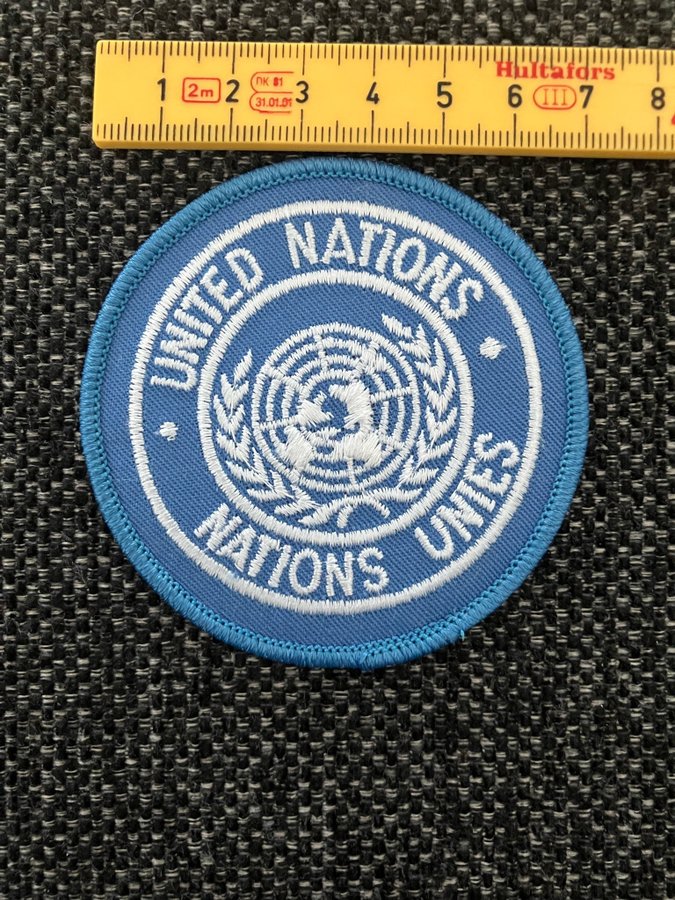 1 2m 2 ПК 81 31.01.01 3 4 5 6 III 7 8
Hultafors
UNITED NATIONS
NATIONS UNIES